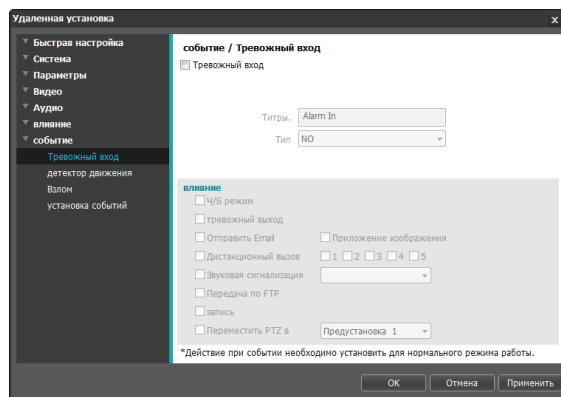 Удаленная установка x
Быстрая настройка
Система
Параметры
Видео
Аудио
влияние
событие
Тревожный вход
детектор движения
Взлом
установка событий
событие / Тревожный вход
Тревожный вход
Титры. Alarm In
Тип NO
влияние
Ч/Б режим
тревожный выход
Отправить Email Приложение изображения
Дистанционный вызов 1 2 3 4 5
Звуковая сигнализация
Передача по FTP
запись
Переместить PTZ в Предустановка 1
*Действие при событии необходимо установить для нормального режима работы.
OK Отмена Применить